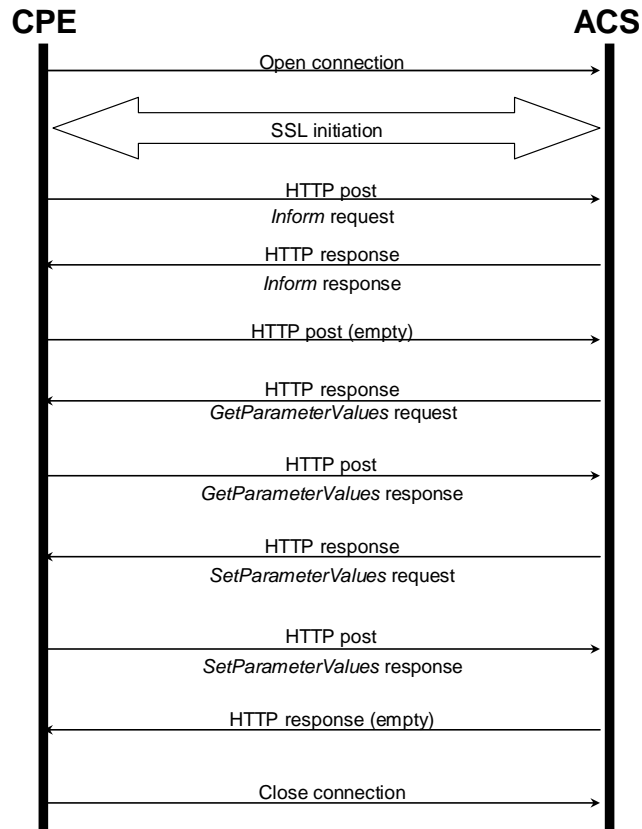 CPE ACS
Open connection
SSL initiation
HTTP post
Inform request
HTTP response
Inform response
HTTP post (empty)
HTTP response
GetParameterValues request
HTTP post
GetParameterValues response
HTTP response
SetParameterValues request
HTTP post
SetParameterValues response
HTTP response (empty)
Close connection